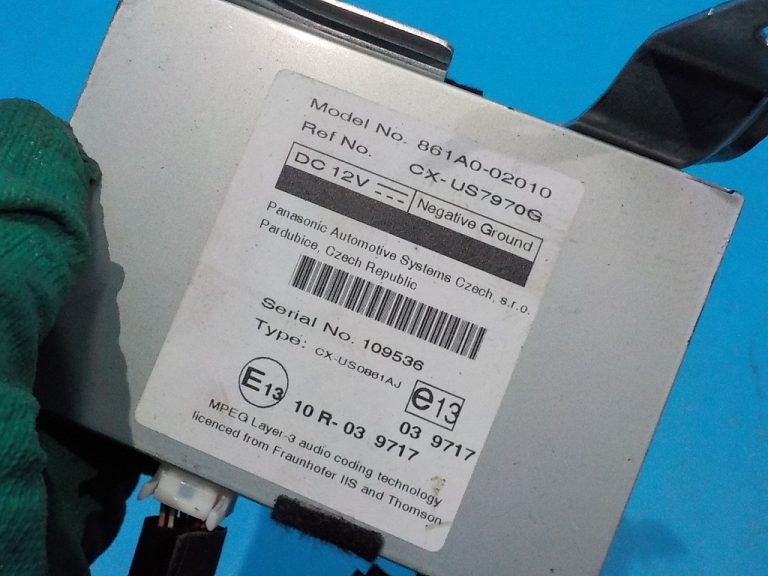 Model No. 861A0-02010
Ref No. CX-US7970G
DC 12V Negative Ground
Panasonic Automotive Systems Czech, s.r.o.
Pardubice, Czech Republic
Serial No. 109536
Type: CX-US0861AJ
E13 10 R-03 9717
e13 03 9717
MPEG Layer-3 audio coding technology
licenced from Fraunhofer IIS and Thomson